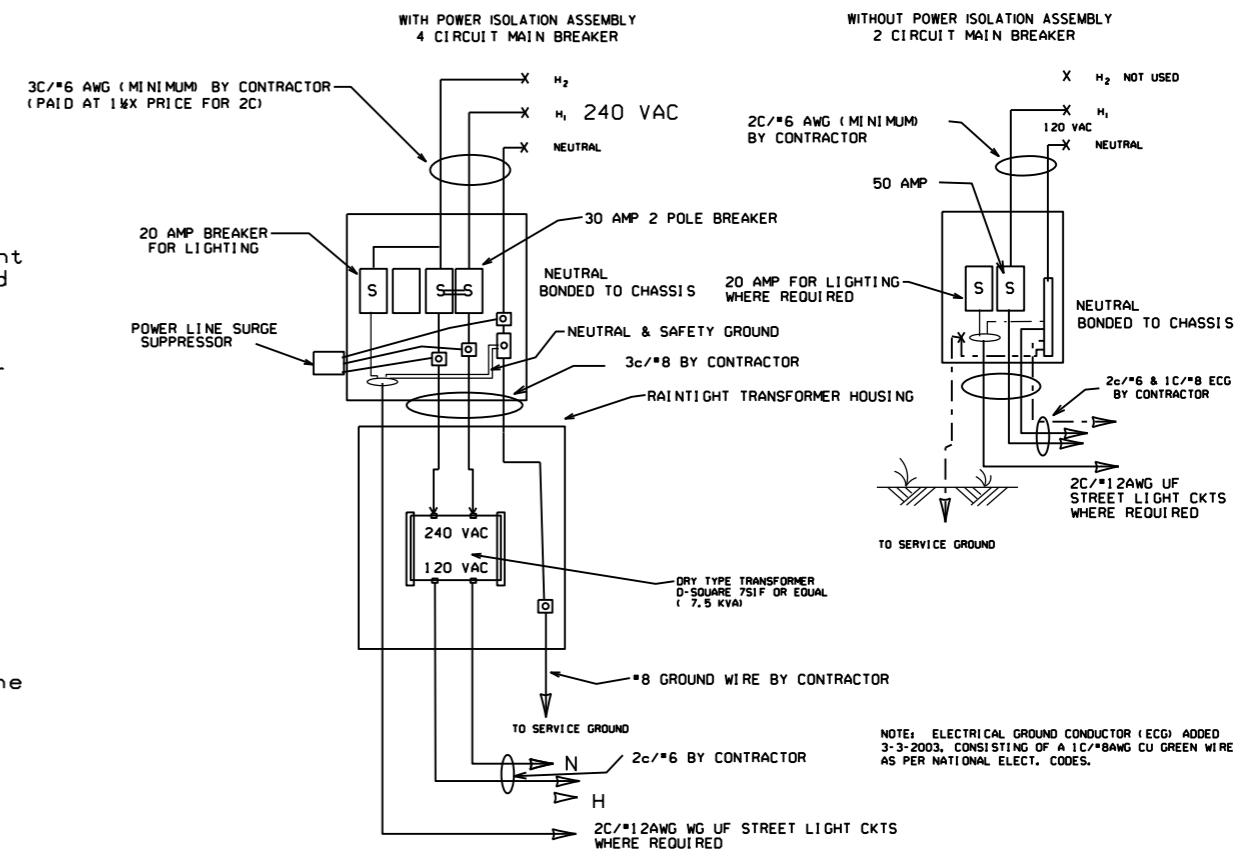 WITH POWER ISOLATION ASSEMBLY
4 CIRCUIT MAIN BREAKER
3C/#6 AWG (MINIMUM) BY CONTRACTOR
(PAID AT 1½X PRICE FOR 2C)
X H2
X H1 240 VAC
X NEUTRAL
20 AMP BREAKER
FOR LIGHTING
30 AMP 2 POLE BREAKER
S
S S
NEUTRAL
BONDED TO CHASSIS
POWER LINE SURGE
SUPPRESSOR
NEUTRAL & SAFETY GROUND
3c/#8 BY CONTRACTOR
RAINTIGHT TRANSFORMER HOUSING
240 VAC
120 VAC
DRY TYPE TRANSFORMER
D-SQUARE 7S1F OR EQUAL
( 7.5 KVA)
#8 GROUND WIRE BY CONTRACTOR
TO SERVICE GROUND
2c/#6 BY CONTRACTOR
N
H
2C/#12AWG WG UF STREET LIGHT CKTS
WHERE REQUIRED
WITHOUT POWER ISOLATION ASSEMBLY
2 CIRCUIT MAIN BREAKER
X H2 NOT USED
X H1
120 VAC
X NEUTRAL
2C/#6 AWG (MINIMUM)
BY CONTRACTOR
50 AMP
20 AMP FOR LIGHTING
WHERE REQUIRED
S S
X
NEUTRAL
BONDED TO CHASSIS
2c/#6 & 1C/#8 ECG
BY CONTRACTOR
2C/#12AWG UF
STREET LIGHT CKTS
WHERE REQUIRED
TO SERVICE GROUND
NOTE: ELECTRICAL GROUND CONDUCTOR (ECG) ADDED
3-3-2003, CONSISTING OF A 1C/#8AWG CU GREEN WIRE
AS PER NATIONAL ELECT. CODES.